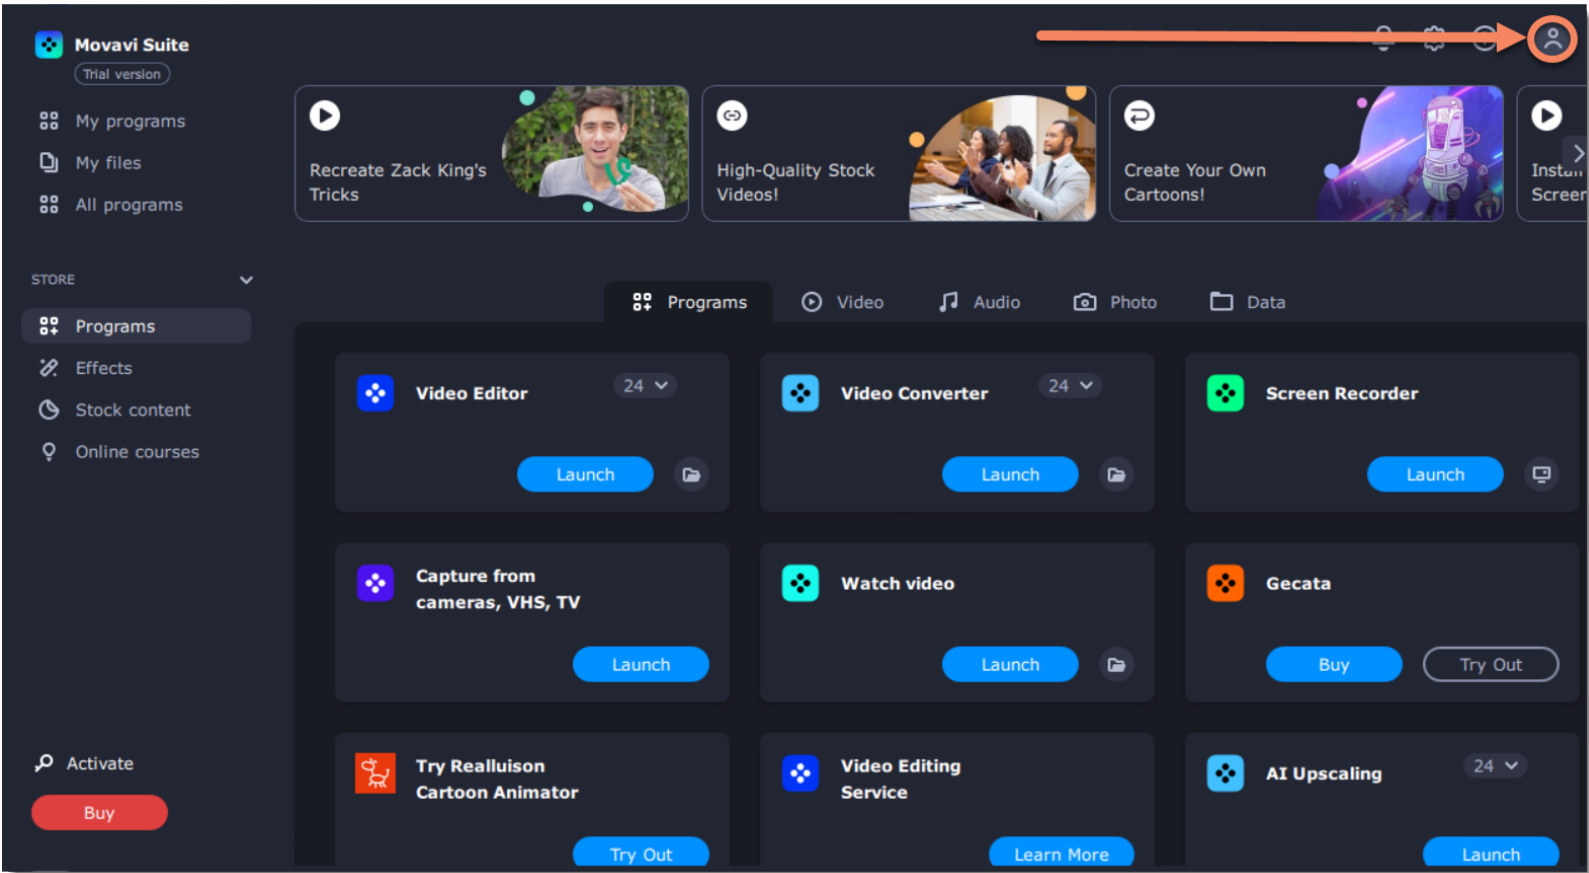 Movavi Suite
Trial version
My programs
My files
All programs
STORE
Programs
Effects
Stock content
Online courses
Activate
Buy
Recreate Zack King's
Tricks
High-Quality Stock
Videos!
Create Your Own
Cartoons!
Install
Screen
Programs
Video
Audio
Photo
Data
Video Editor
24
Launch
Video Converter
24
Launch
Screen Recorder
Launch
Capture from
cameras, VHS, TV
Launch
Watch video
Launch
Gecata
Buy
Try Out
Try Realluison
Cartoon Animator
Try Out
Video Editing
Service
Learn More
AI Upscaling
24
Launch